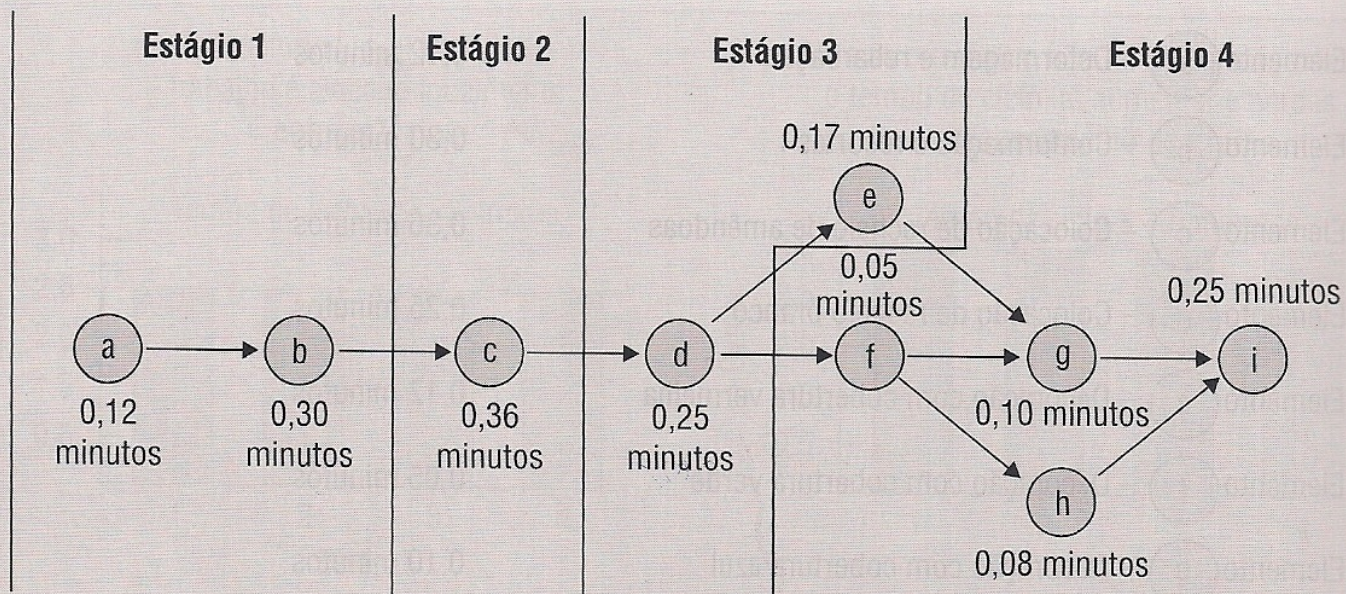 Estágio 1
Estágio 2
Estágio 3
Estágio 4
0,17 minutos
e
0,05
minutos
0,25 minutos
a
b
c
d
f
g
i
0,12
minutos
0,30
minutos
0,36
minutos
0,25
minutos
0,10 minutos
h
0,08 minutos